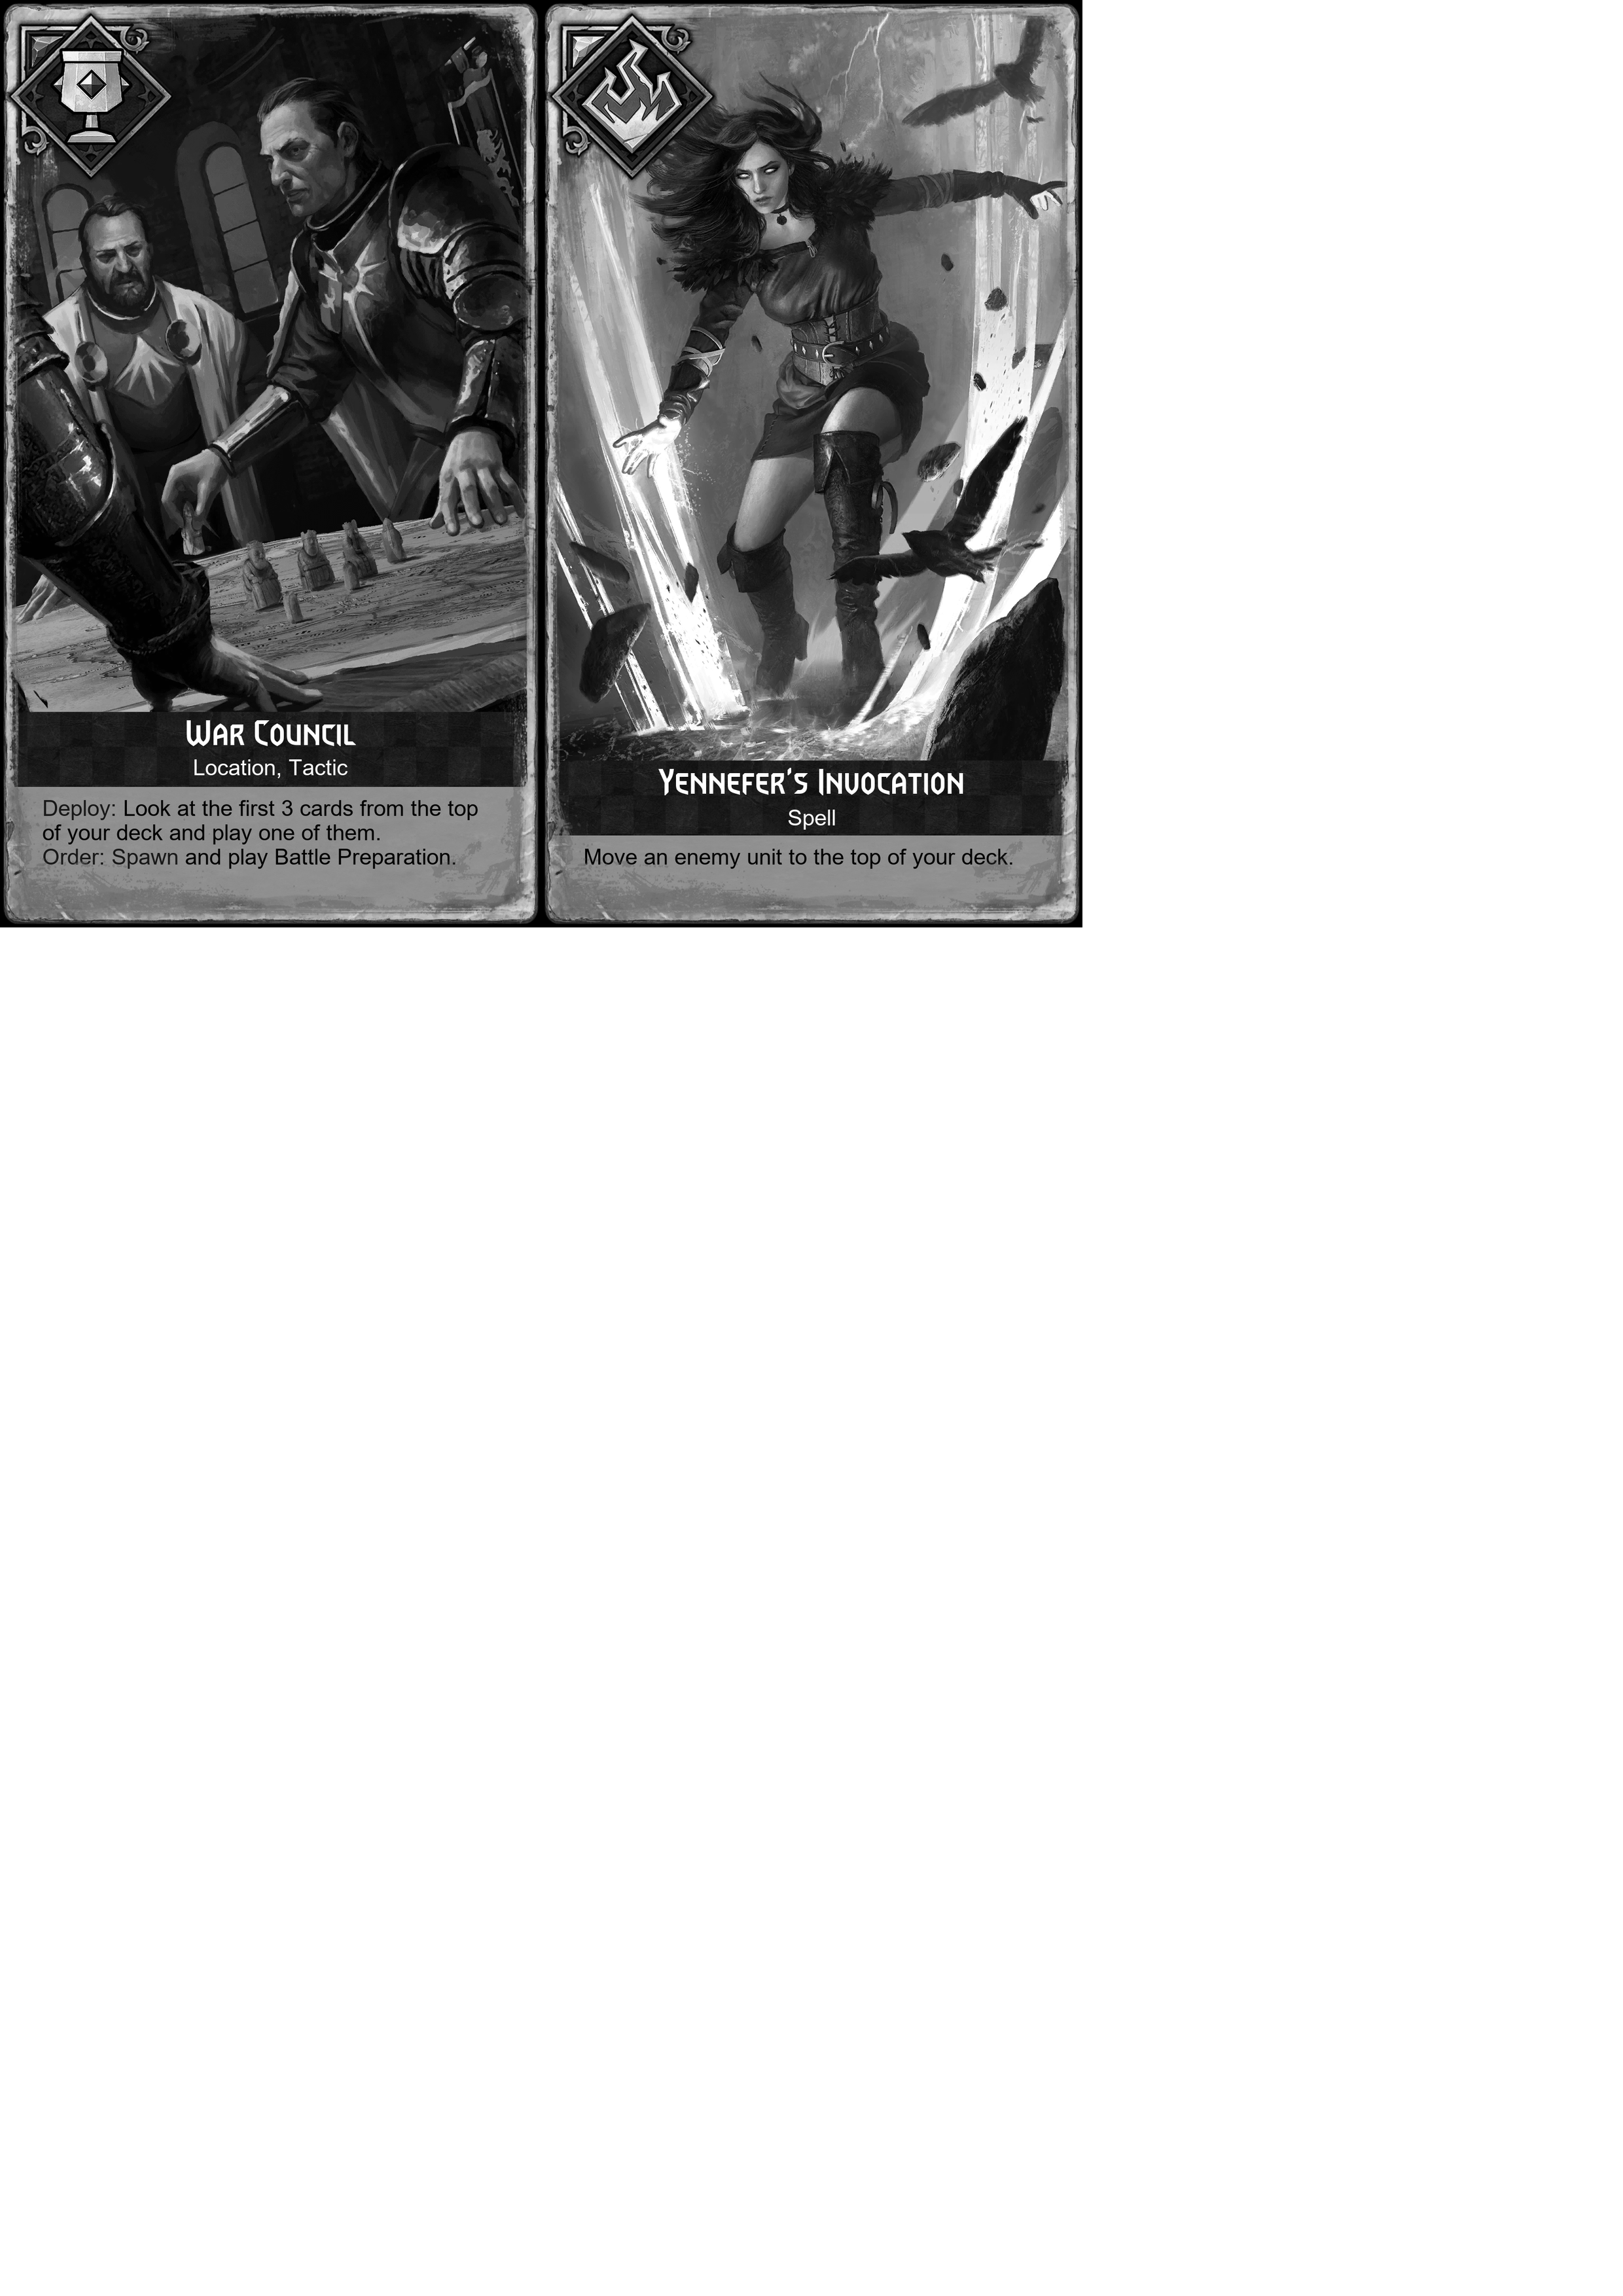 War Council
Location, Tactic
Deploy: Look at the first 3 cards from the top
of your deck and play one of them.
Order: Spawn and play Battle Preparation.
Yennefer's Invocation
Spell
Move an enemy unit to the top of your deck.